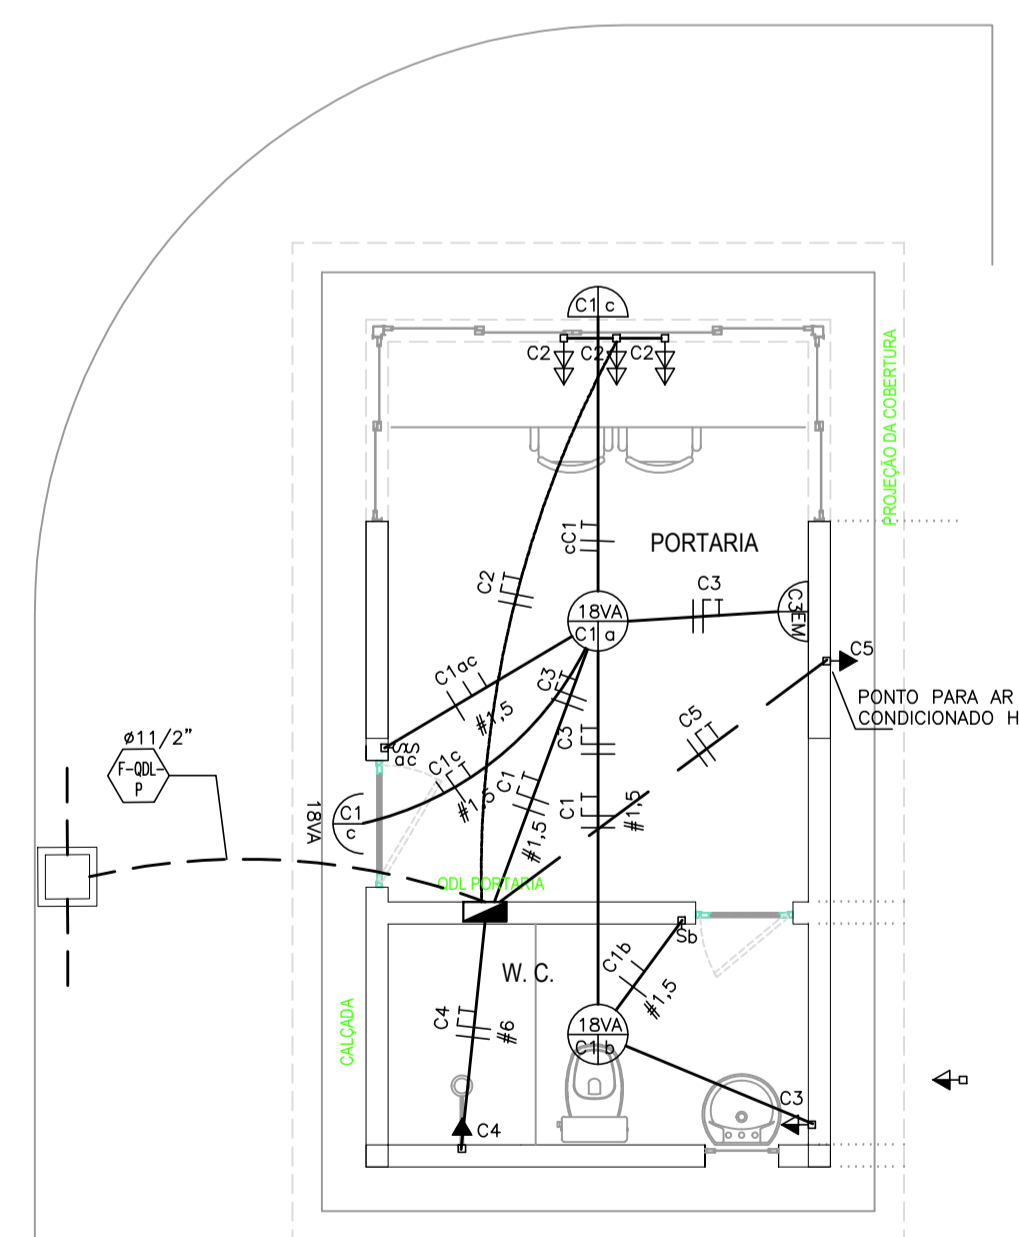 C1 c
C2 C2 C2
PROJEÇÃO DA COBERTURA
cC1
PORTARIA
C2
C3
18VA
C1 a
C3EM
C1ac
#1,5
C3
C5
PONTO PARA AR
CONDICIONADO H
C5
C3
S S
ac
ø11/2"
F-QDL-
P
C1c
#1,5
C1
#1,5
C1
#1,5
18VA
C1
c
QDL PORTARIA
Sb
W. C.
C1b
#1,5
C4
#6
CALÇADA
18VA
C1 b
C3
C4